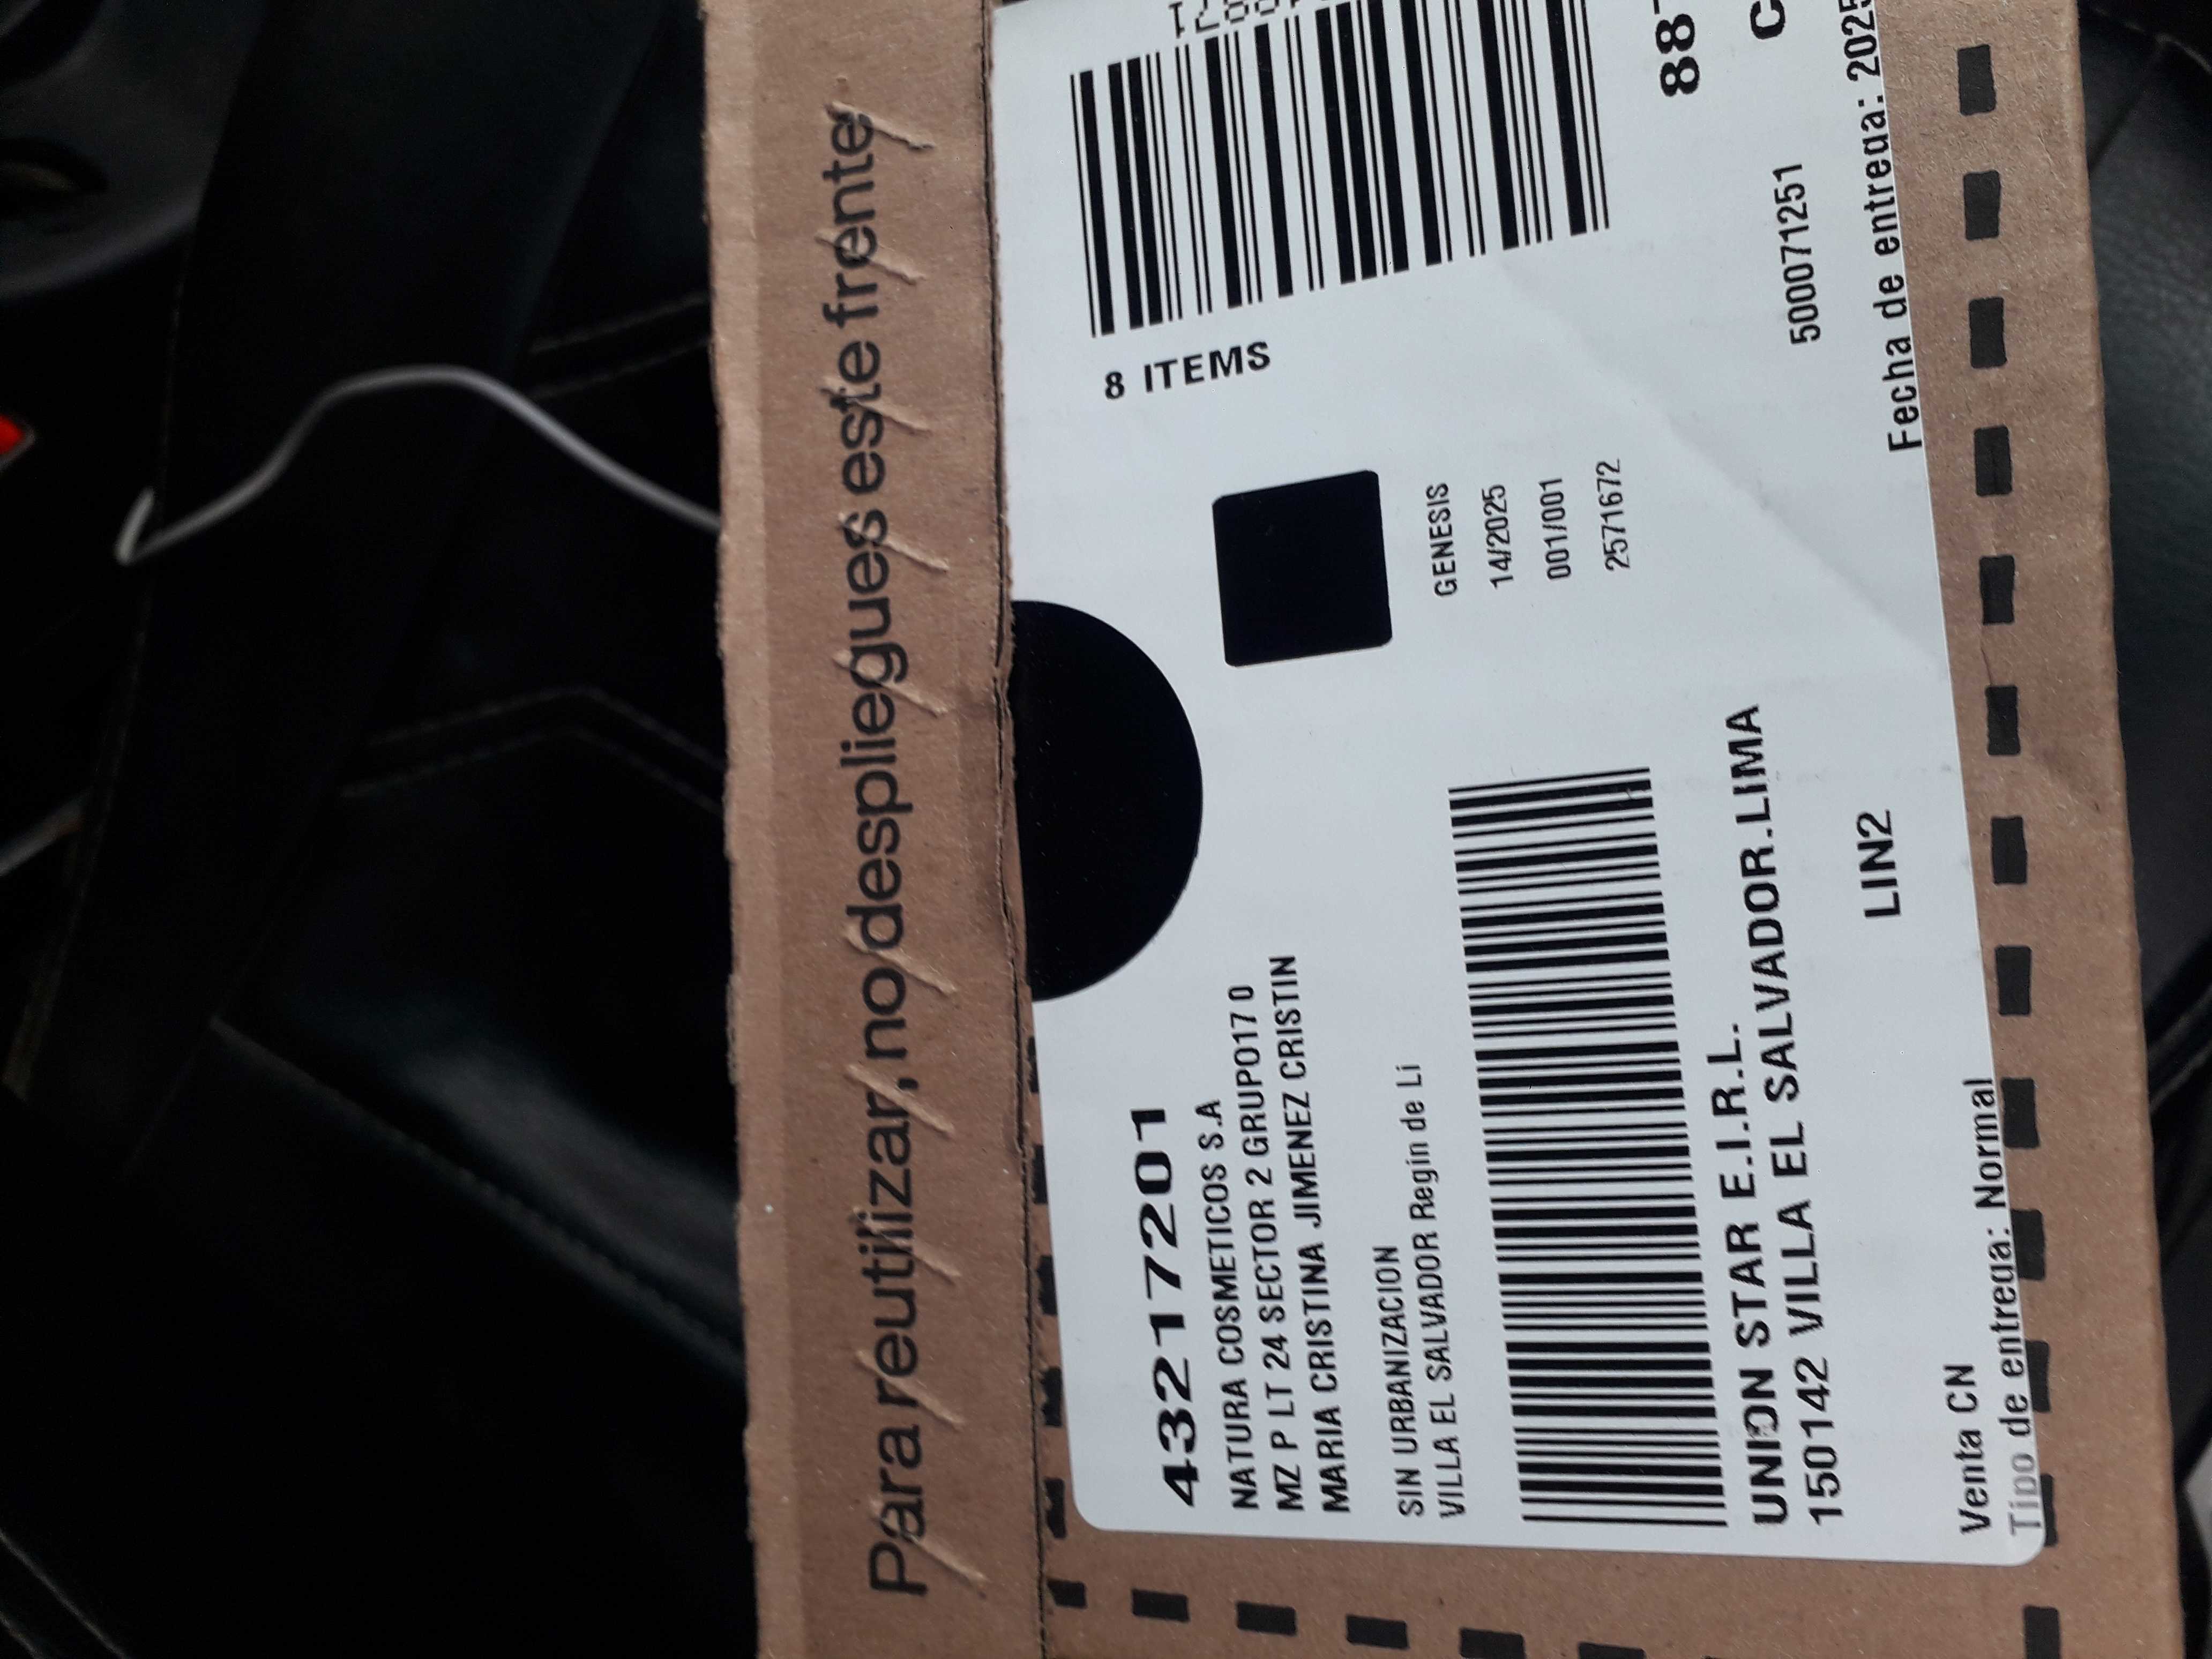 Para reutilizar, no despliegues este frente
43217201
NATURA COSMETICOS S.A
MZ P LT 24 SECTOR 2 GRUPO17 0
MARIA CRISTINA JIMENEZ CRISTIN
SIN URBANIZACION
VILLA EL SALVADOR Regin de Li
8 ITEMS
GENESIS
14/2025
001/001
2571672
UNION STAR E.I.R.L.
150142 VILLA EL SALVADOR.LIMA
LIN2
500071251
Venta CN
Tipo de entrega: Normal
Fecha de entrega: 2025